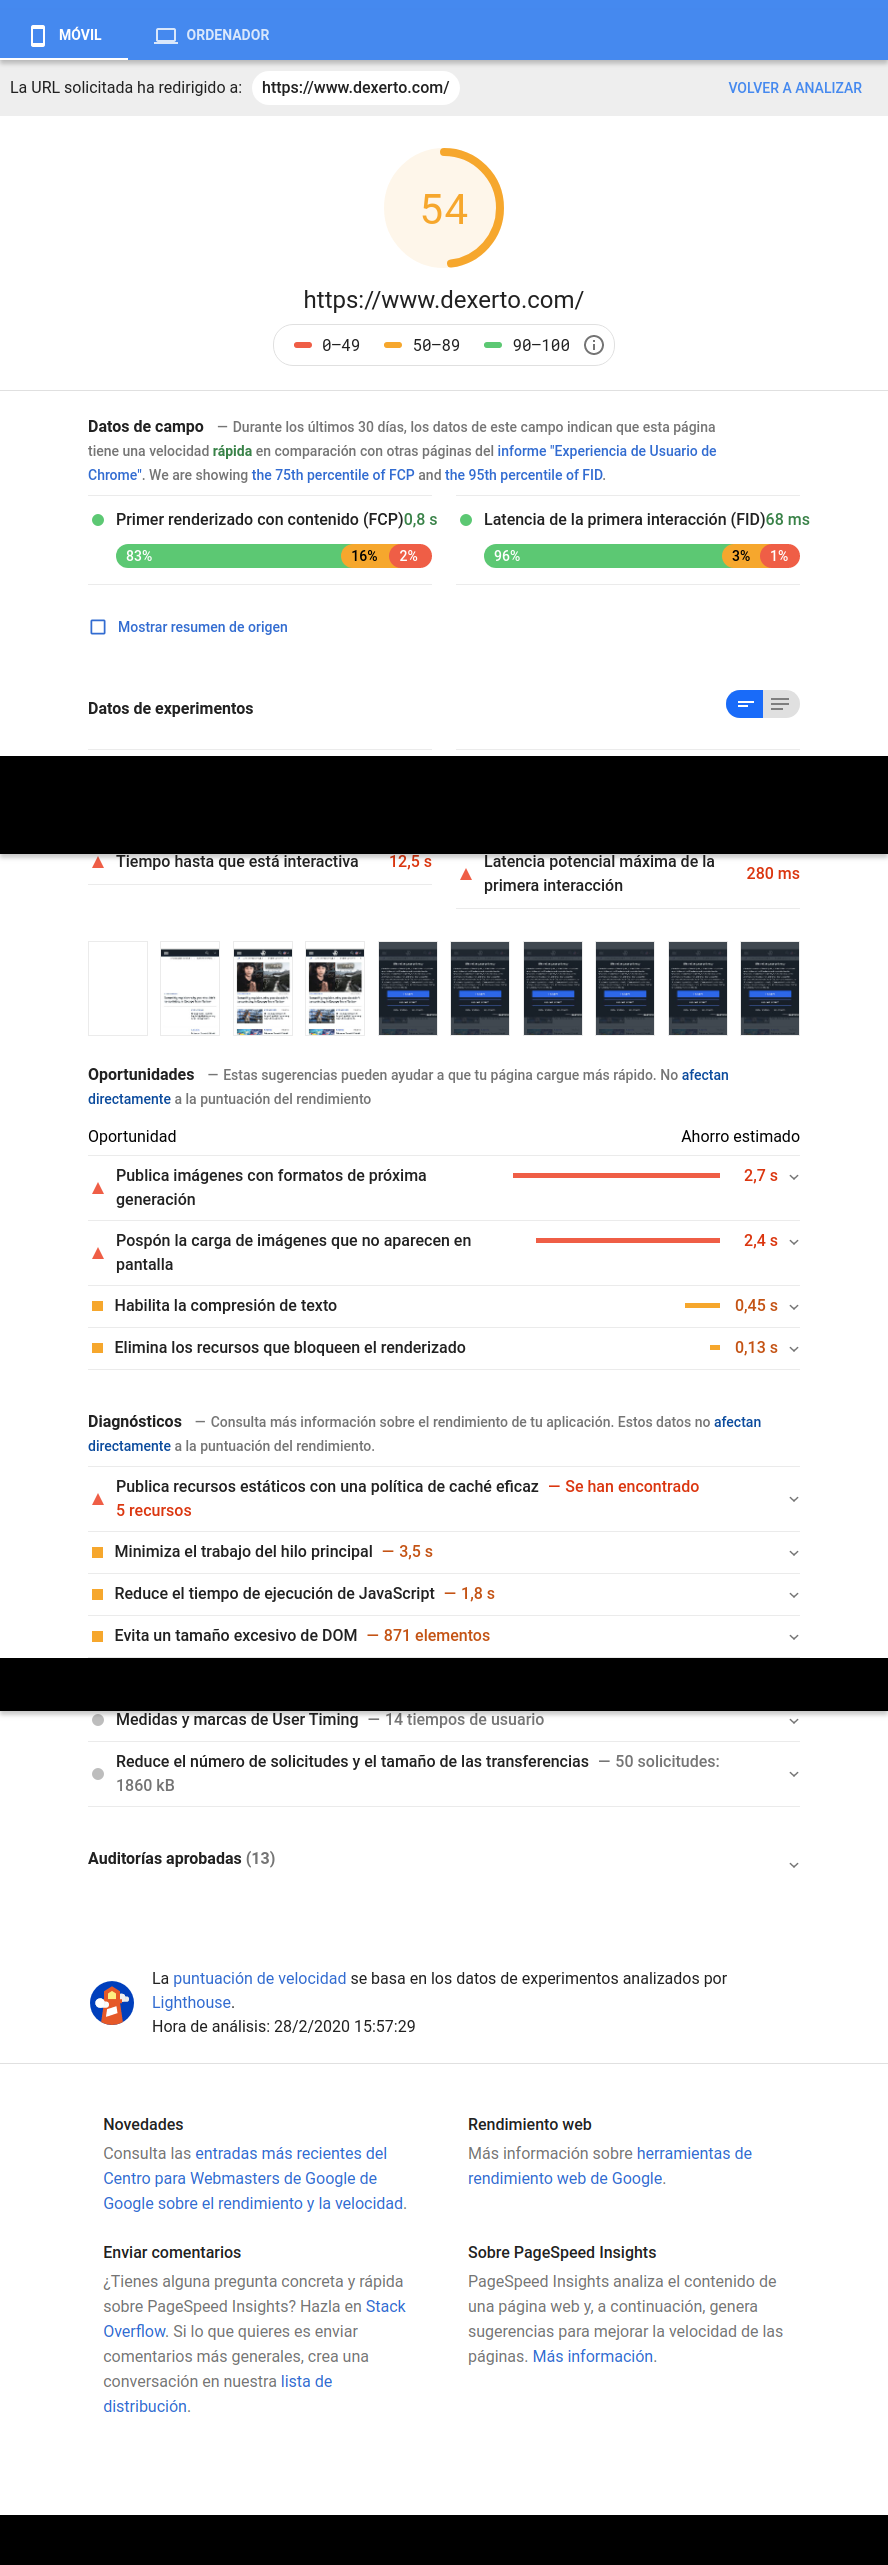 MÓVIL
ORDENADOR
La URL solicitada ha redirigido a: https://www.dexerto.com/ VOLVER A ANALIZAR
54
https://www.dexerto.com/
0–49 50–89 90–100
Datos de campo — Durante los últimos 30 días, los datos de este campo indican que esta página
tiene una velocidad rápida en comparación con otras páginas del informe "Experiencia de Usuario de
Chrome". We are showing the 75th percentile of FCP and the 95th percentile of FID.
Primer renderizado con contenido (FCP)0,8 s
83% 16% 2%
Latencia de la primera interacción (FID)68 ms
96% 3% 1%
Mostrar resumen de origen
Datos de experimentos
Tiempo hasta que está interactiva 12,5 s
Latencia potencial máxima de la
primera interacción
280 ms
Oportunidades — Estas sugerencias pueden ayudar a que tu página cargue más rápido. No afectan
directamente a la puntuación del rendimiento
Oportunidad Ahorro estimado
Publica imágenes con formatos de próxima
generación
2,7 s
Pospón la carga de imágenes que no aparecen en
pantalla
2,4 s
Habilita la compresión de texto 0,45 s
Elimina los recursos que bloqueen el renderizado 0,13 s
Diagnósticos — Consulta más información sobre el rendimiento de tu aplicación. Estos datos no afectan
directamente a la puntuación del rendimiento.
Publica recursos estáticos con una política de caché eficaz — Se han encontrado
5 recursos
Minimiza el trabajo del hilo principal — 3,5 s
Reduce el tiempo de ejecución de JavaScript — 1,8 s
Evita un tamaño excesivo de DOM — 871 elementos
Medidas y marcas de User Timing — 14 tiempos de usuario
Reduce el número de solicitudes y el tamaño de las transferencias — 50 solicitudes:
1860 kB
Auditorías aprobadas (13)
La puntuación de velocidad se basa en los datos de experimentos analizados por
Lighthouse.
Hora de análisis: 28/2/2020 15:57:29
Novedades
Consulta las entradas más recientes del
Centro para Webmasters de Google de
Google sobre el rendimiento y la velocidad.
Rendimiento web
Más información sobre herramientas de
rendimiento web de Google.
Enviar comentarios
¿Tienes alguna pregunta concreta y rápida
sobre PageSpeed Insights? Hazla en Stack
Overflow. Si lo que quieres es enviar
comentarios más generales, crea una
conversación en nuestra lista de
distribución.
Sobre PageSpeed Insights
PageSpeed Insights analiza el contenido de
una página web y, a continuación, genera
sugerencias para mejorar la velocidad de las
páginas. Más información.